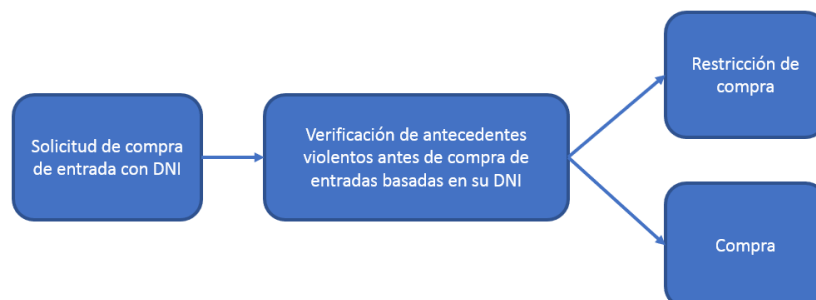 Solicitud de compra
de entrada con DNI
Verificación de antecedentes
violentos antes de compra de
entradas basadas en su DNI
Restricción de
compra
Compra